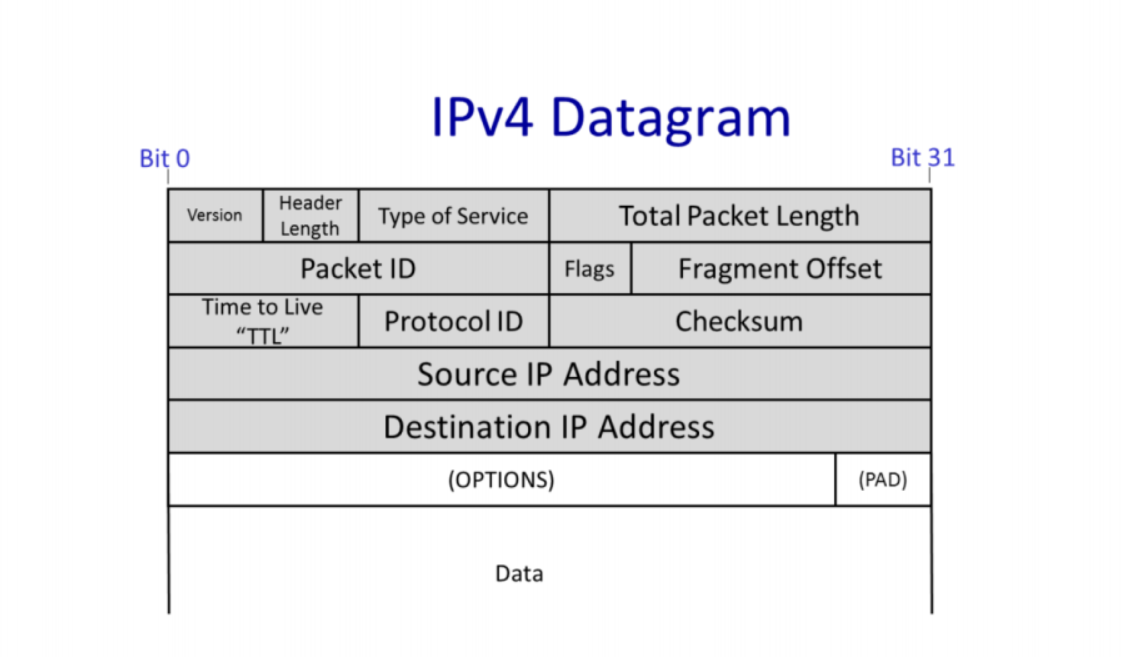 IPv4 Datagram
Bit 0
Bit 31
Version
Header
Length
Type of Service
Total Packet Length
Packet ID
Flags
Fragment Offset
Time to Live
“TTL”
Protocol ID
Checksum
Source IP Address
Destination IP Address
(OPTIONS)
(PAD)
Data